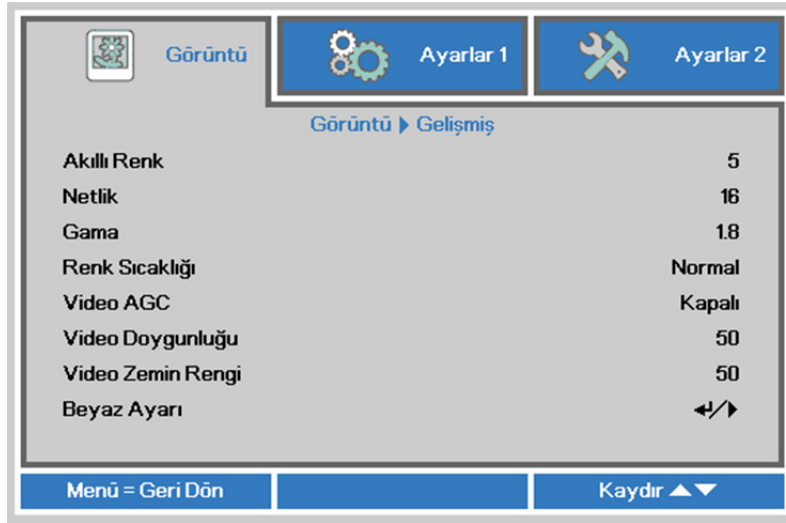 Görüntü Ayarlar 1 Ayarlar 2
Görüntü Gelişmiş
Akıllı Renk 5
Netlik 16
Gama 1.8
Renk Sıcaklığı Normal
Video AGC Kapalı
Video Doygunluğu 50
Video Zemin Rengi 50
Beyaz Ayarı
Menü = Geri Dön Kaydır